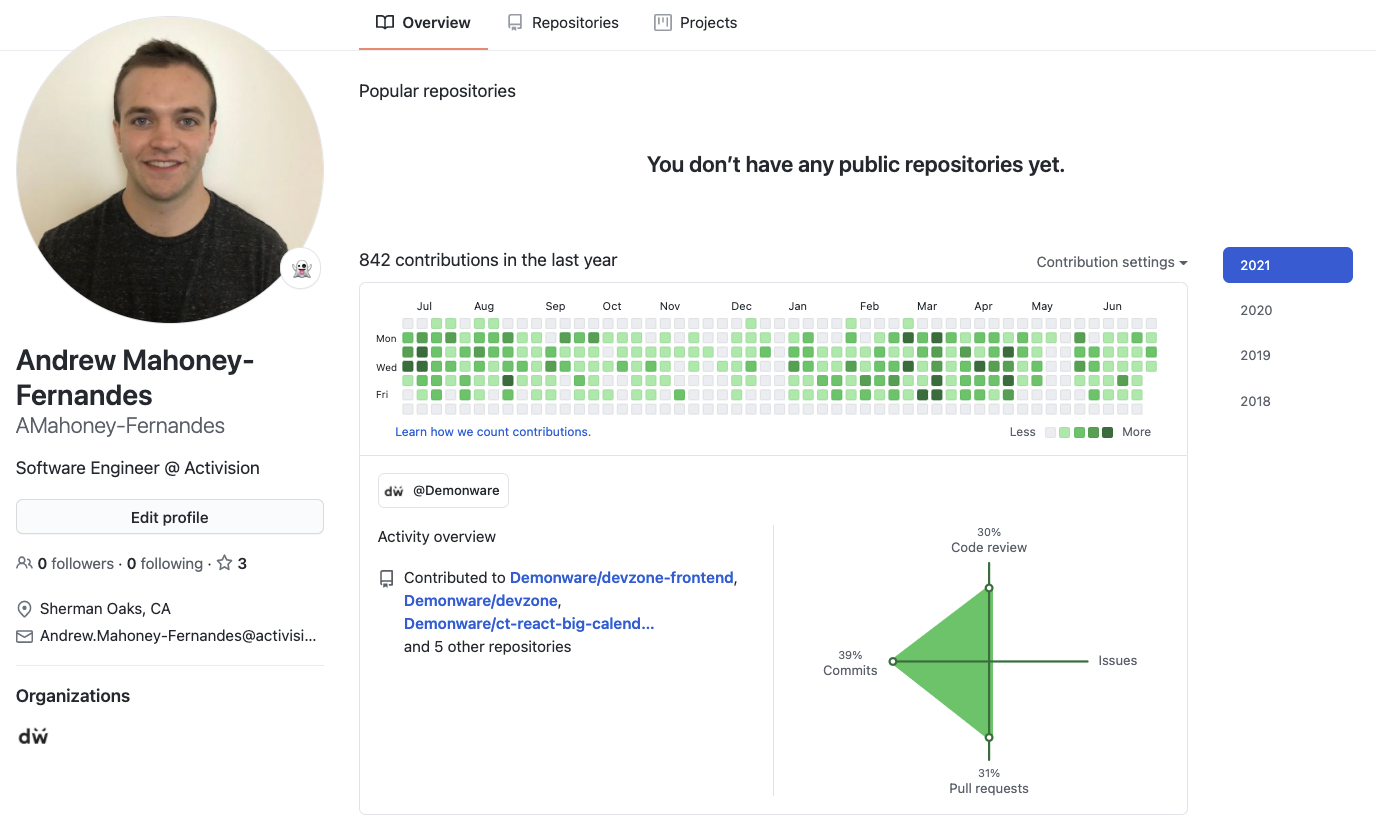 Overview
Repositories
Projects
Andrew Mahoney-
Fernandes
AMahoney-Fernandes
Software Engineer @ Activision
Edit profile
0 followers · 0 following · 3
Sherman Oaks, CA
Andrew.Mahoney-Fernandes@activisi...
Organizations
dw
Popular repositories
You don’t have any public repositories yet.
842 contributions in the last year
Contribution settings
Jul Aug Sep Oct Nov Dec Jan Feb Mar Apr May Jun
Mon
Wed
Fri
Learn how we count contributions.
Less
More
dw @Demonware
Activity overview
Contributed to Demonware/devzone-frontend,
Demonware/devzone,
Demonware/ct-react-big-calend...
and 5 other repositories
30%
Code review
39%
Commits
Issues
31%
Pull requests
2021
2020
2019
2018